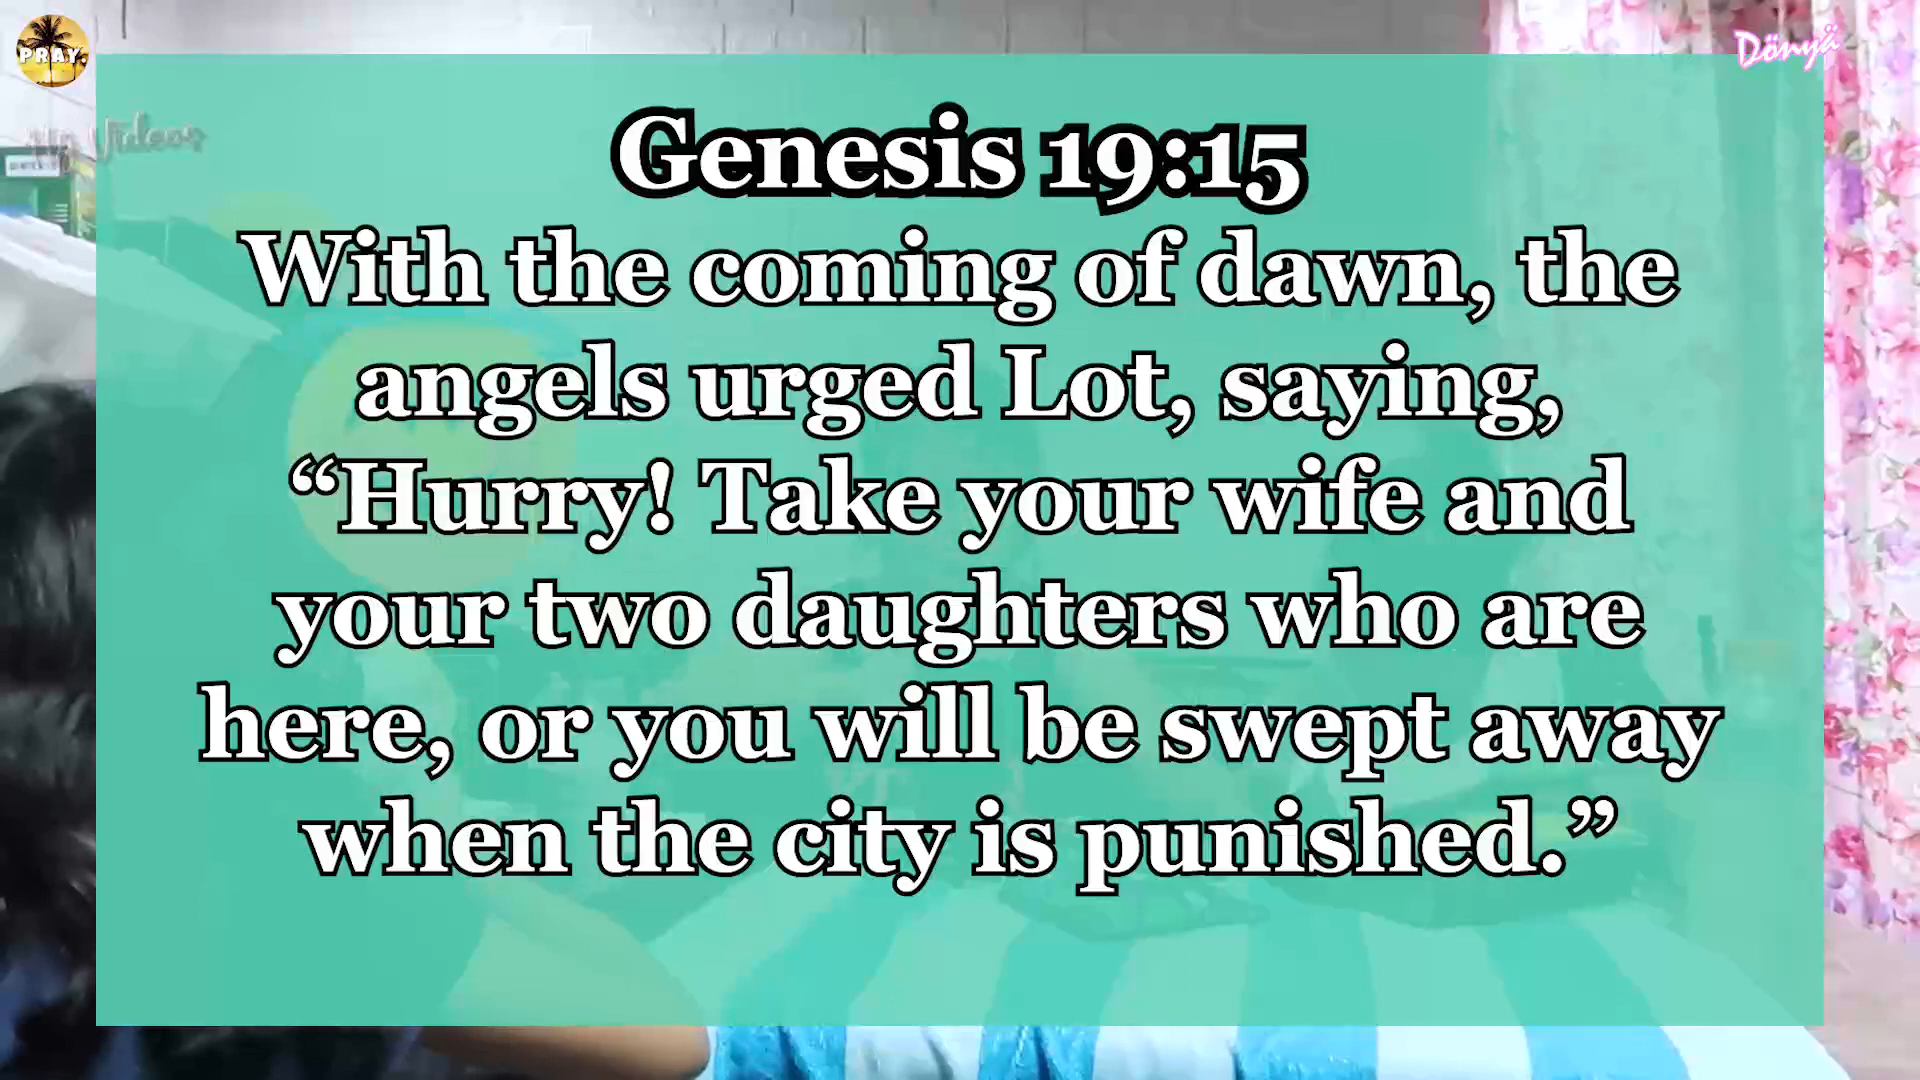 PRAY.
Dönyä
Videos
Genesis 19:15
With the coming of dawn, the
angels urged Lot, saying,
“Hurry! Take your wife and
your two daughters who are
here, or you will be swept away
when the city is punished.”